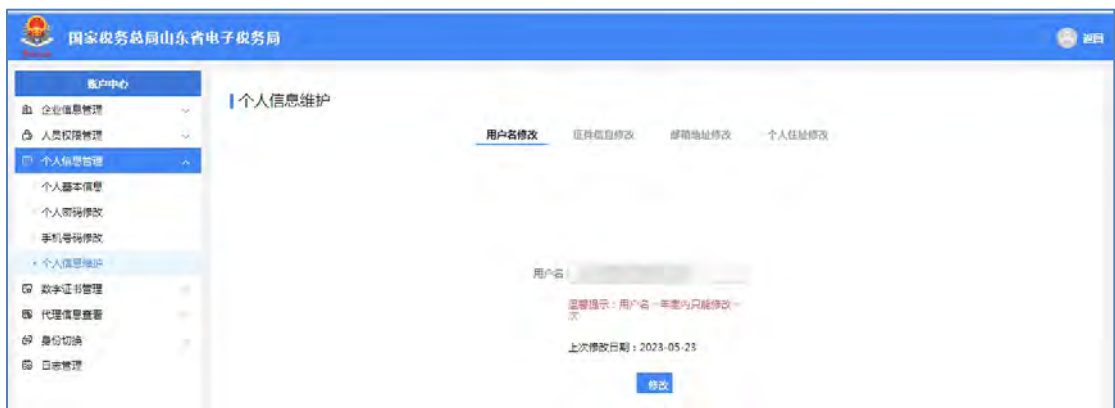 国家税务总局山东省电子税务局
返回
账户中心
企业信息管理
人员权限管理
个人信息管理
个人基本信息
个人密码修改
手机号码修改
个人信息维护
数字证书管理
代理信息查看
身份切换
日志管理
个人信息维护
用户名修改 证件信息修改 邮箱地址修改 个人住址修改
用户名：
温馨提示：用户名一年度内只能修改一
次
上次修改日期：2023-05-23
修改